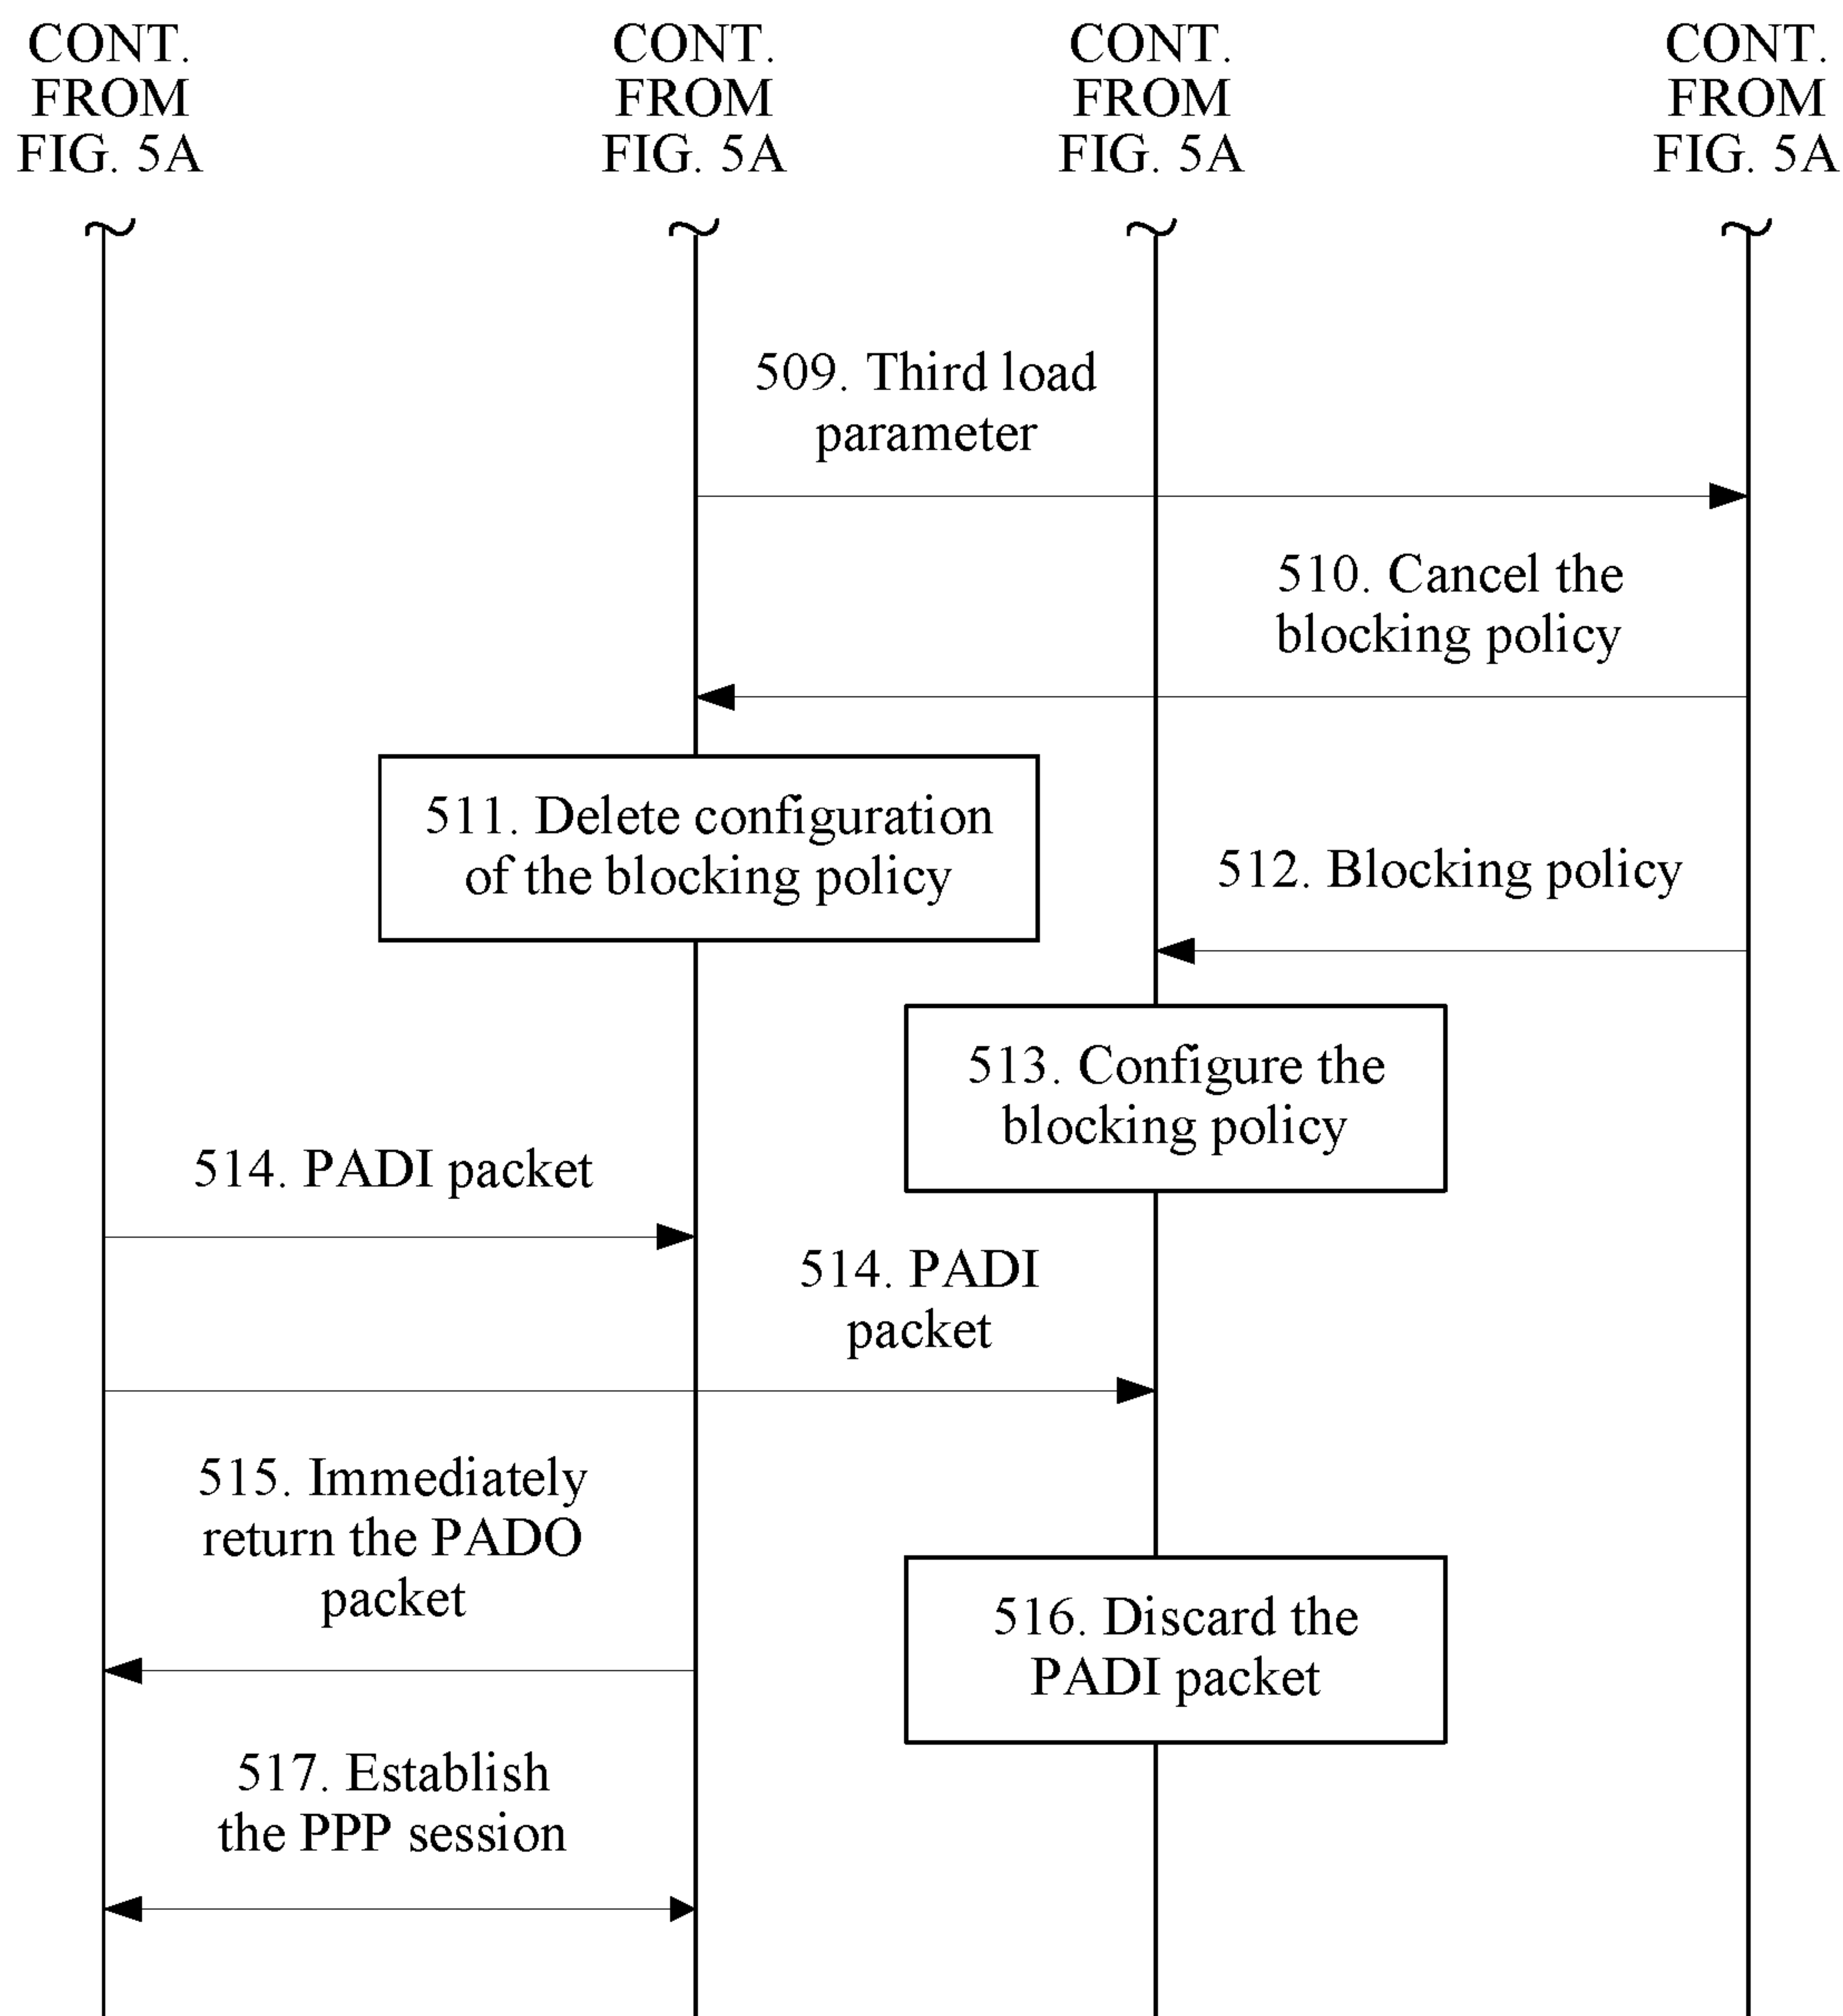 CONT.
FROM
FIG. 5A
CONT.
FROM
FIG. 5A
CONT.
FROM
FIG. 5A
CONT.
FROM
FIG. 5A
509. Third load
parameter
510. Cancel the
blocking policy
511. Delete configuration
of the blocking policy
512. Blocking policy
513. Configure the
blocking policy
514. PADI packet
514. PADI
packet
515. Immediately
return the PADO
packet
516. Discard the
PADI packet
517. Establish
the PPP session